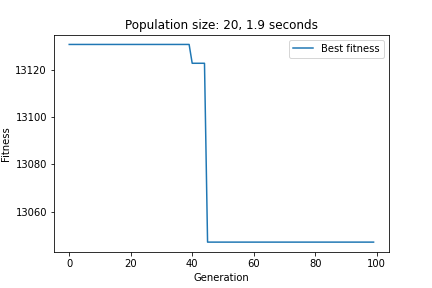 Population size: 20, 1.9 seconds
Best fitness
13120
13100
13080
13060
Fitness
0 20 40 60 80 100
Generation